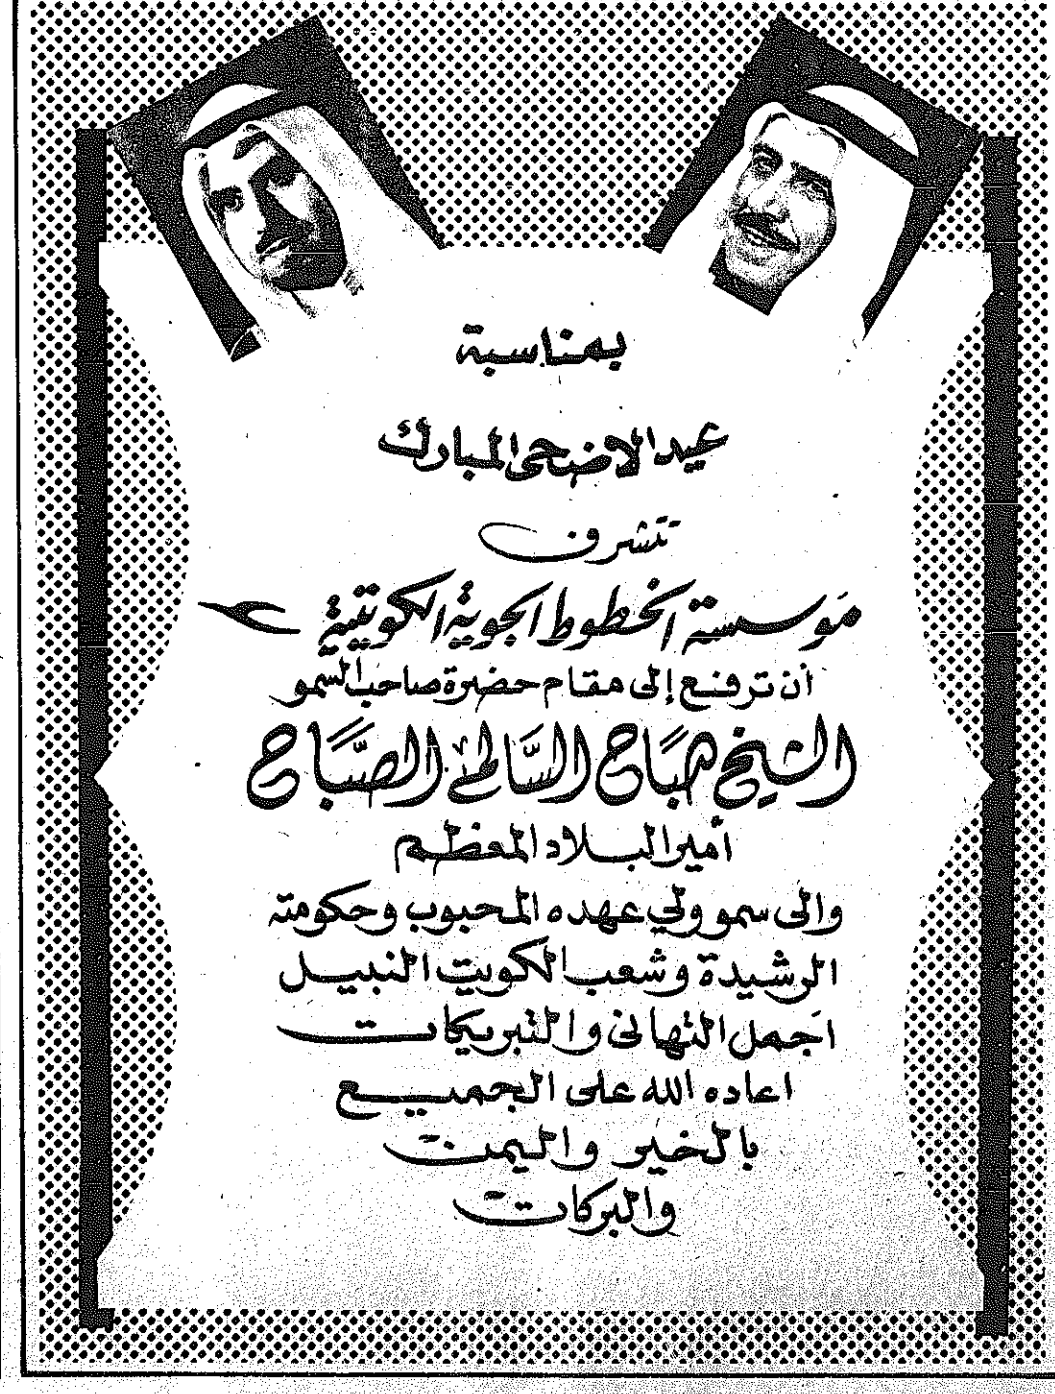 بمناسبة
عيد الاضحى المبارك
تتشرف
مؤسسة الخطوط الجوية الكويتية
أن ترفع إلى مقام حضرة صاحب السمو
الشيخ صباح السالم الصباح
أمير البلاد المعظم
والى سمو ولي عهده المحبوب وحكومته
الرشيدة وشعب الكويت النبيل
اجمل التهاني والتبريكات
اعاده الله على الجميع
بالخير واليمن
والبركات